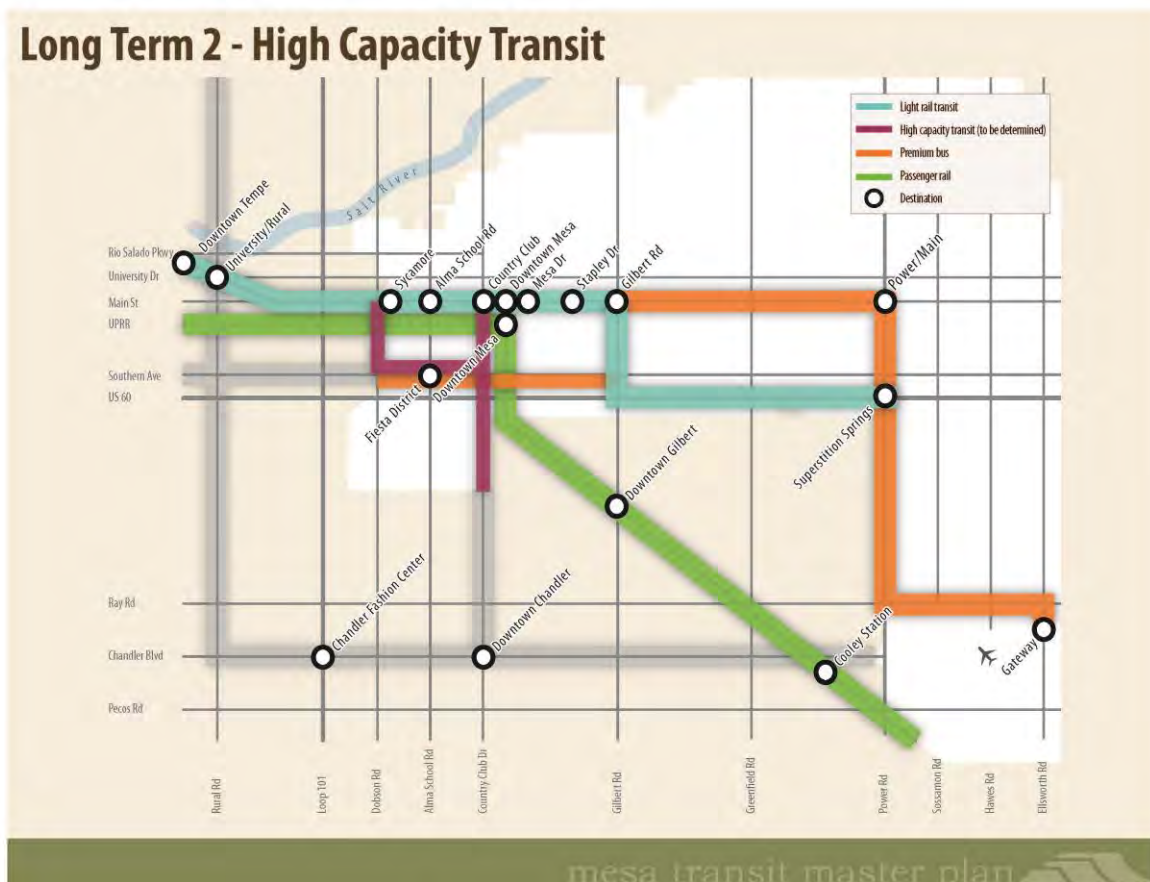 Long Term 2 - High Capacity Transit
Light rail transit
High capacity transit (to be determined)
Premium bus
Passenger rail
Destination
Salt River
Downtown Tempe
University/Rural
Sycamore
Alma School Rd
Country Club
Downtown Mesa
Mesa Dr
Stapley Dr
Gilbert Rd
Power/Main
Rio Salado Pkwy
University Dr
Main St
UPRR
Southern Ave
US 60
Fiesta District
Downtown Mesa
Superstition Springs
Downtown Gilbert
Chandler Fashion Center
Downtown Chandler
Cooley Station
Gateway
Ray Rd
Chandler Blvd
Pecos Rd
Rural Rd
Loop 101
Dobson Rd
Alma School Rd
Country Club Dr
Gilbert Rd
Greenfield Rd
Power Rd
Sossamon Rd
Hawes Rd
Ellsworth Rd
mesa transit master plan